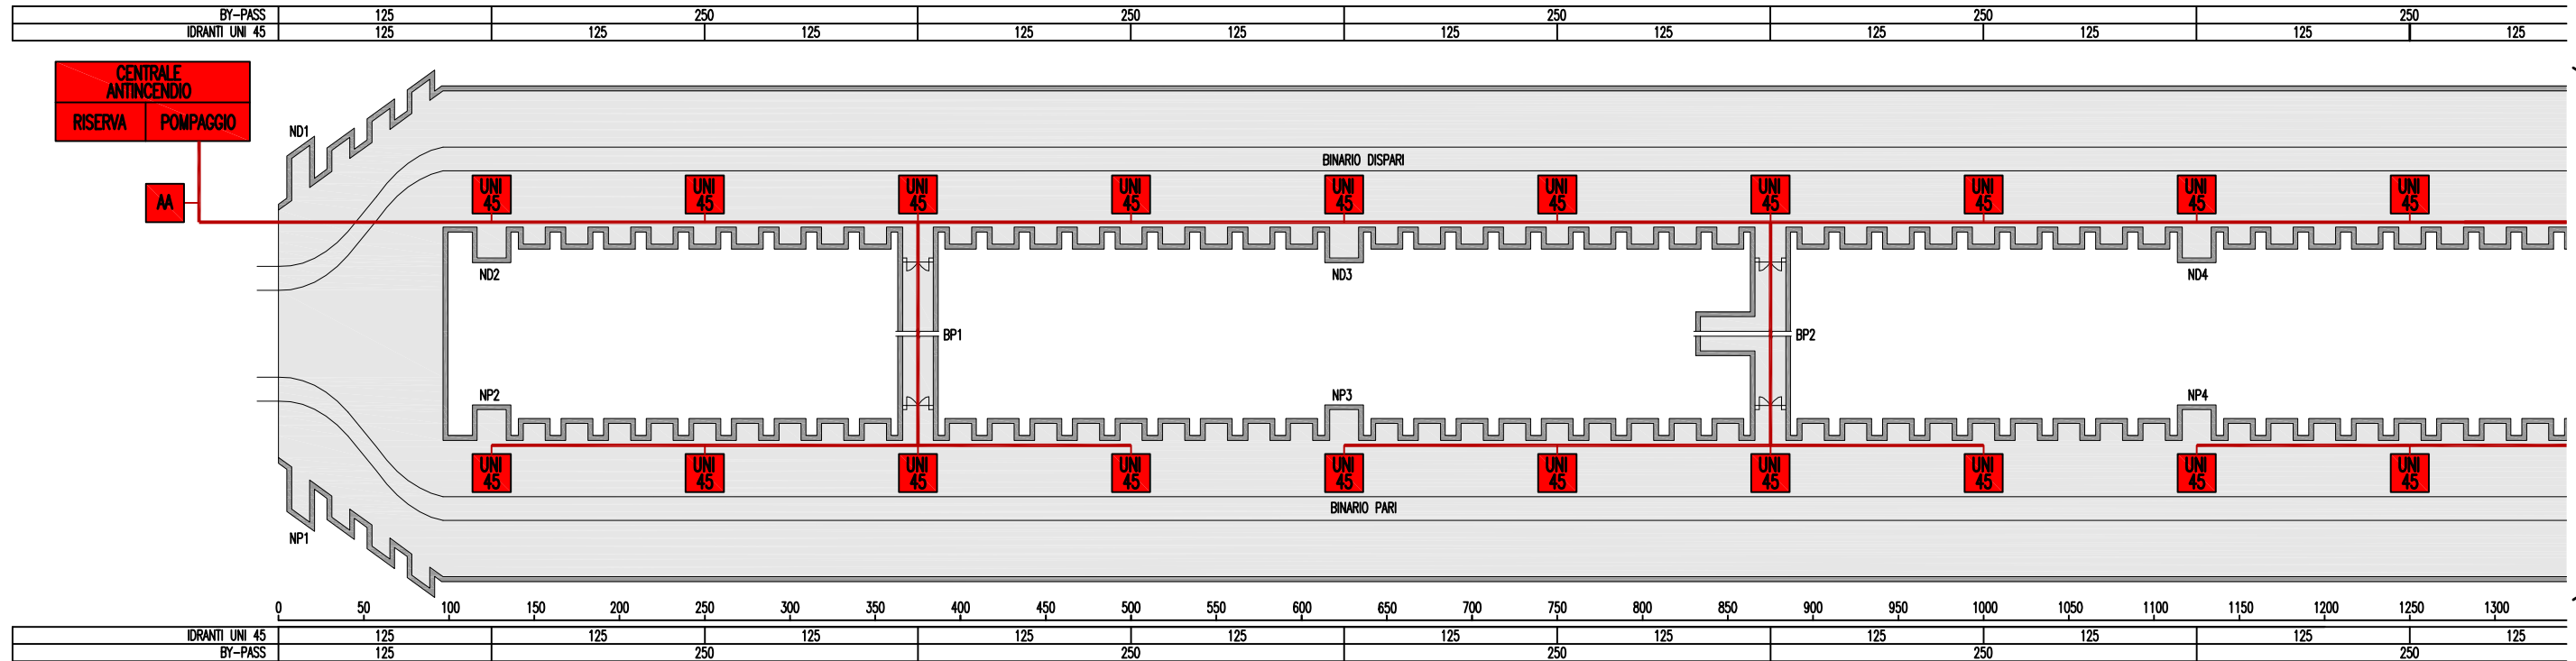 BY-PASS 125 250 250 250 250 250
IDRANTI UNI 45 125 125 125 125 125 125 125 125 125 125 125
CENTRALE
ANTINCENDIO
RISERVA POMPAGGIO
ND1
BINARIO DISPARI
AA
UNI UNI UNI UNI UNI UNI UNI UNI UNI UNI
45 45 45 45 45 45 45 45 45 45
ND2 ND3 ND4
BP1 BP2
NP2 NP3 NP4
UNI UNI UNI UNI UNI UNI UNI UNI UNI UNI
45 45 45 45 45 45 45 45 45 45
BINARIO PARI
NP1
0 50 100 150 200 250 300 350 400 450 500 550 600 650 700 750 800 850 900 950 1000 1050 1100 1150 1200 1250 1300
IDRANTI UNI 45 125 125 125 125 125 125 125 125 125 125 125
BY-PASS 125 250 250 250 250 250